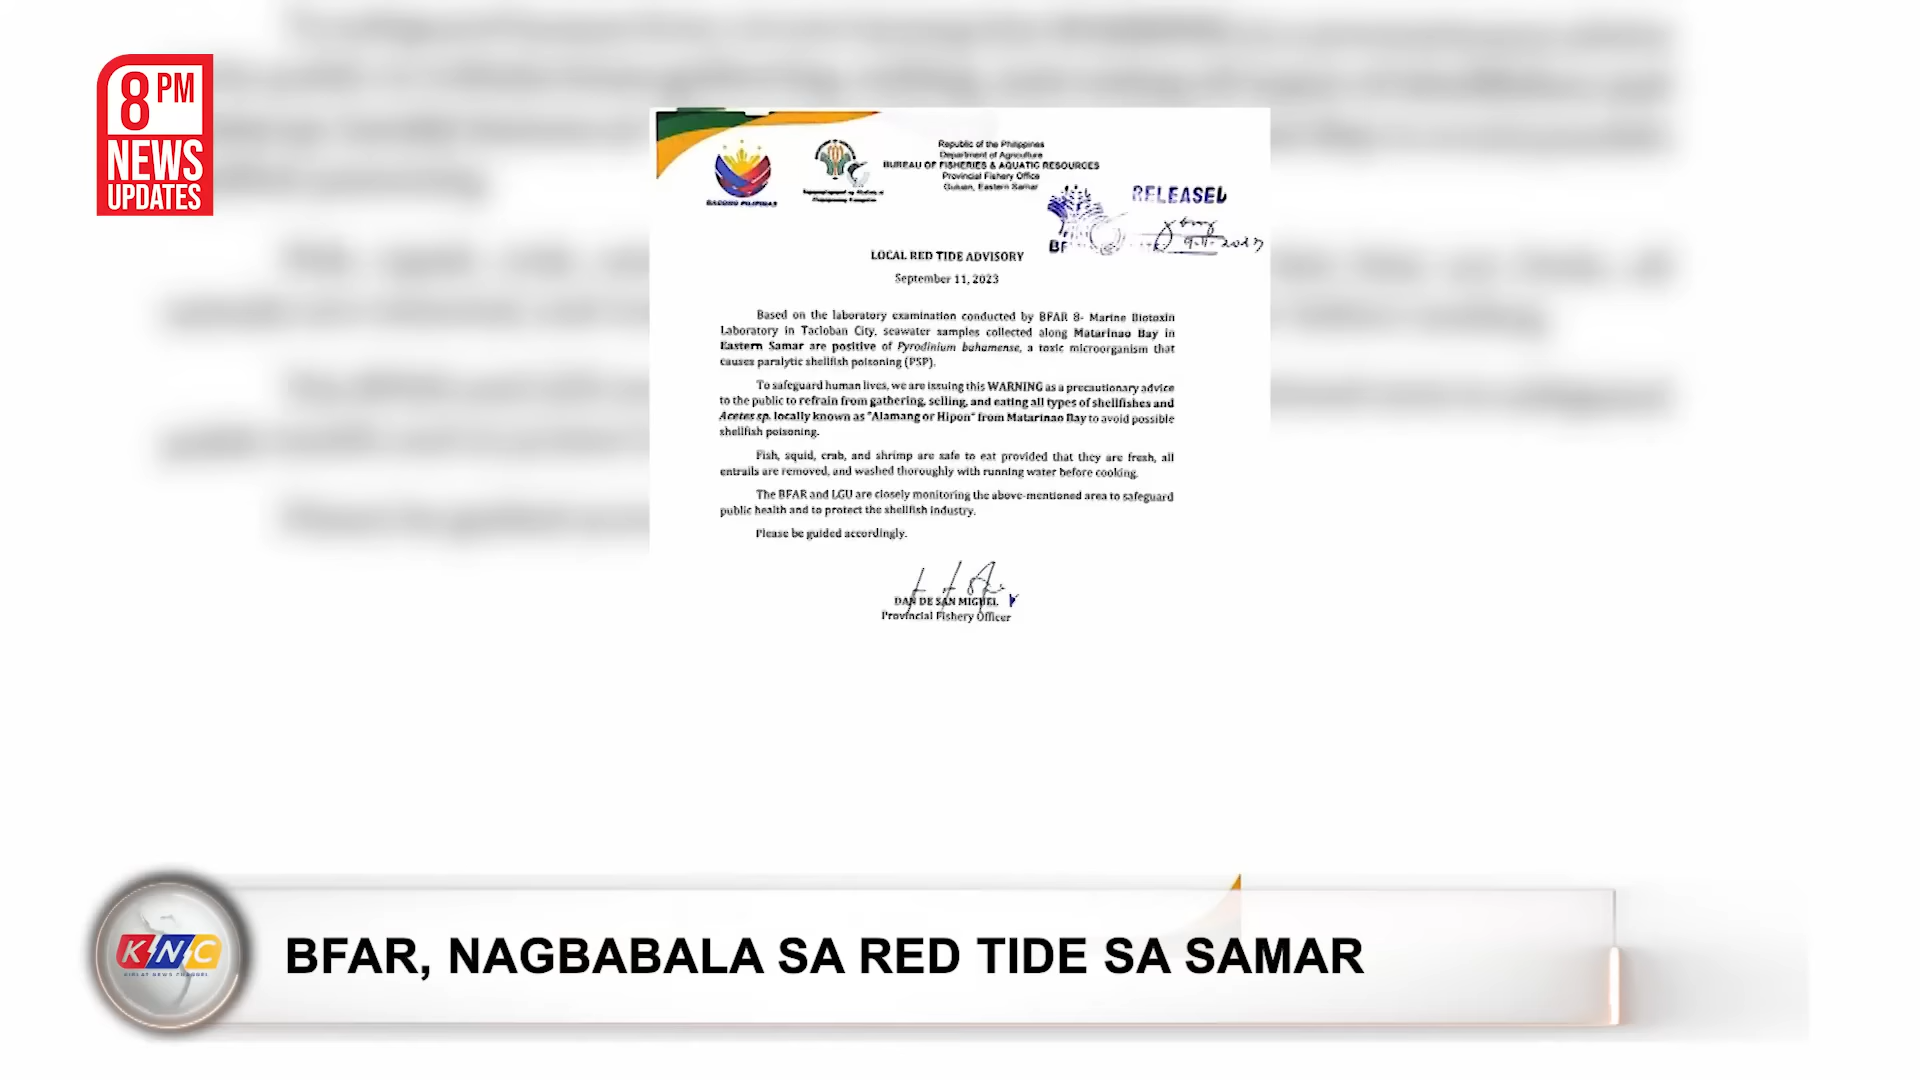 8 PM
NEWS
UPDATES
Republic of the Philippines
Department of Agriculture
BUREAU OF FISHERIES & AQUATIC RESOURCES
Provincial Fishery Office
Guiuan, Eastern Samar
BAGONG PILIPINAS
RELEASED
BF
9-11-2023
LOCAL RED TIDE ADVISORY
September 11, 2023
Based on the laboratory examination conducted by BFAR 8- Marine Biotoxin
Laboratory in Tacloban City, seawater samples collected along Matarinao Bay in
Eastern Samar are positive of Pyrodinium bahamense, a toxic microorganism that
causes paralytic shellfish poisoning (PSP).
To safeguard human lives, we are issuing this WARNING as a precautionary advice
to the public to refrain from gathering, selling, and eating all types of shellfishes and
Acetes sp. locally known as "Alamang or Hipon" from Matarinao Bay to avoid possible
shellfish poisoning.
Fish, squid, crab, and shrimp are safe to eat provided that they are fresh, all
entrails are removed, and washed thoroughly with running water before cooking.
The BFAR and LGU are closely monitoring the above-mentioned area to safeguard
public health and to protect the shellfish industry.
Please be guided accordingly.
DAN DE SAN MIGUEL
Provincial Fishery Officer
KNC
BFAR, NAGBABALA SA RED TIDE SA SAMAR